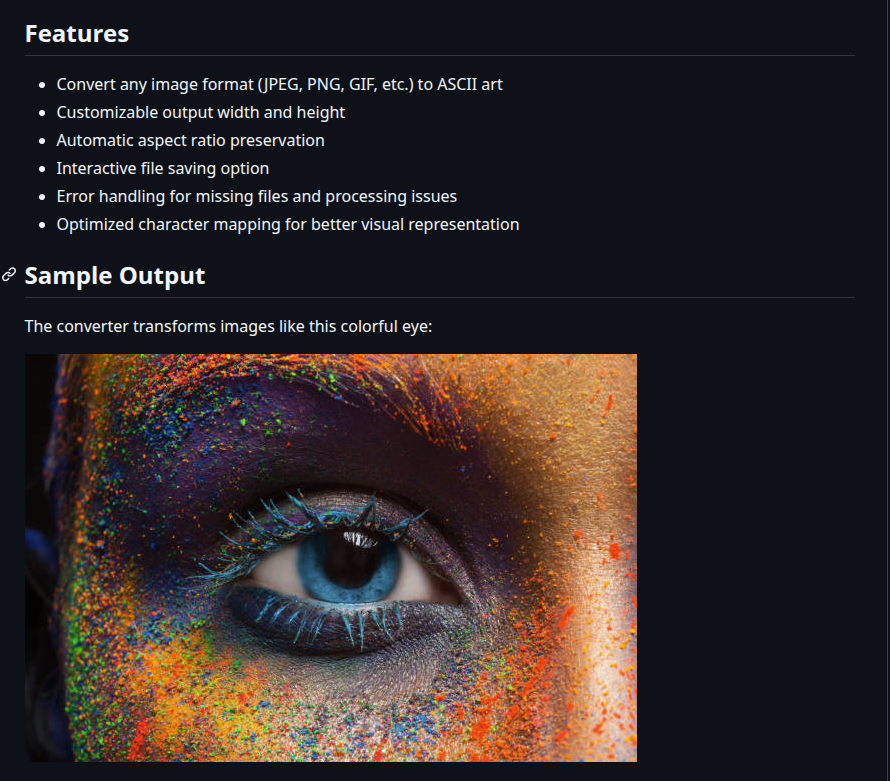 Features
Convert any image format (JPEG, PNG, GIF, etc.) to ASCII art
Customizable output width and height
Automatic aspect ratio preservation
Interactive file saving option
Error handling for missing files and processing issues
Optimized character mapping for better visual representation
Sample Output
The converter transforms images like this colorful eye: